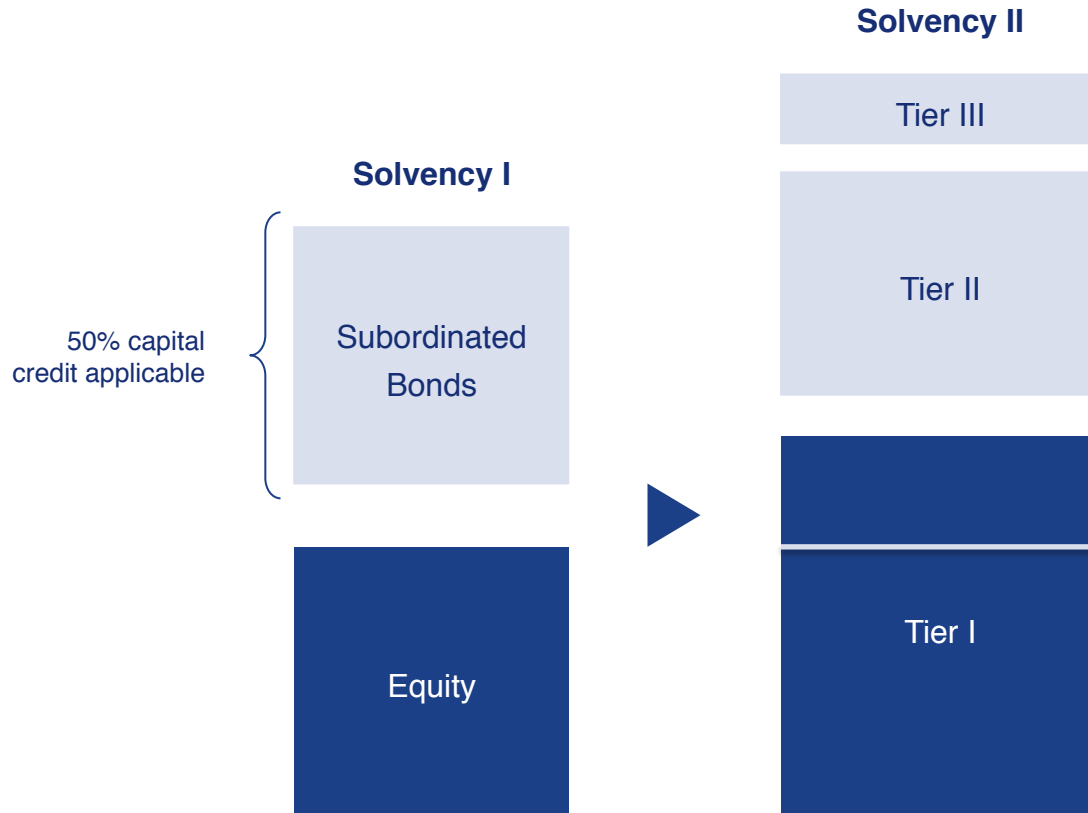 Solvency I
50% capital
credit applicable
Subordinated
Bonds
Equity
Solvency II
Tier III
Tier II
Tier I